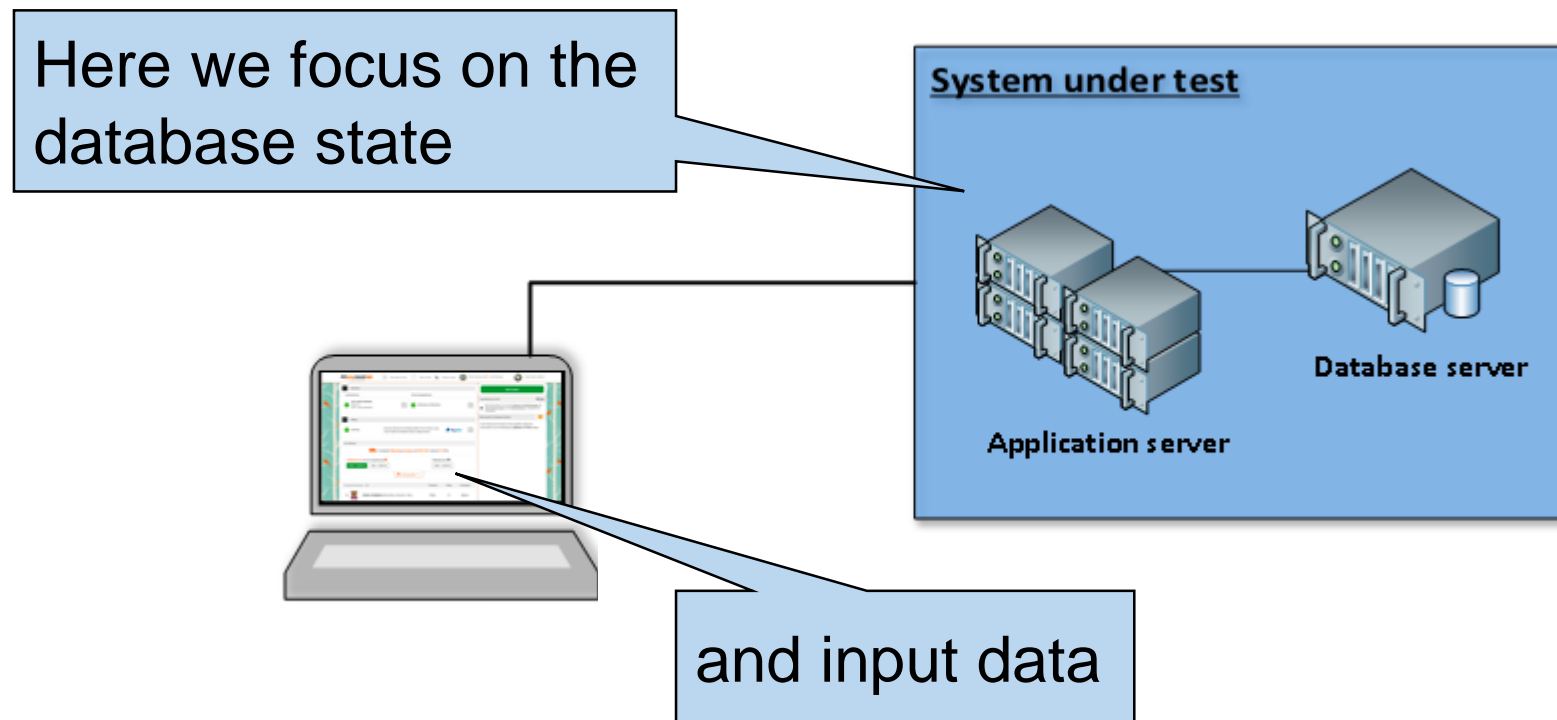 Here we focus on the
database state
System under test
Database server
Application server
and input data